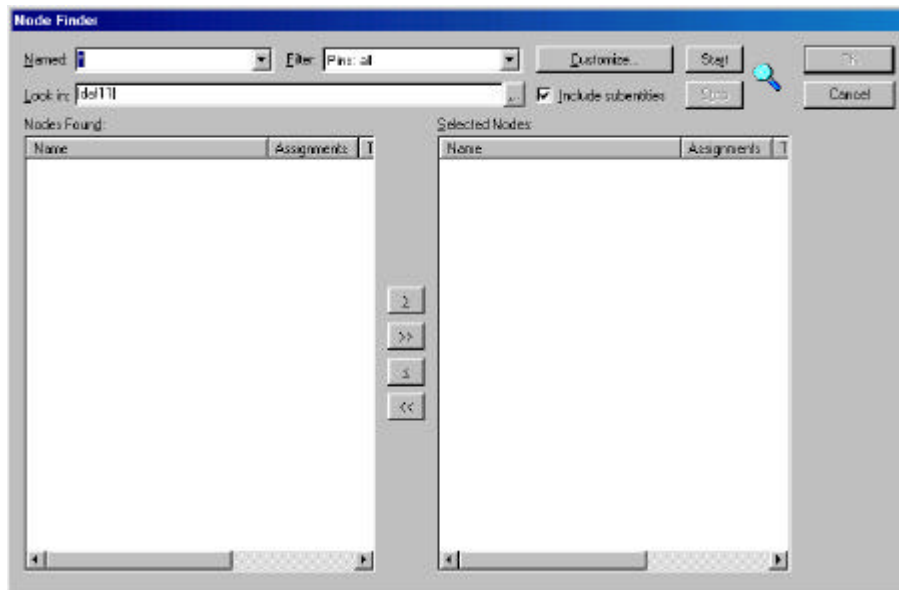 Node Finder
Named: * Filter: Pins: all Customize... Start OK
Look in: |del11| ... Include subentities Stop Cancel
Nodes Found: Selected Nodes:
Name Assignments T Name Assignments T
>
>>
<
<<